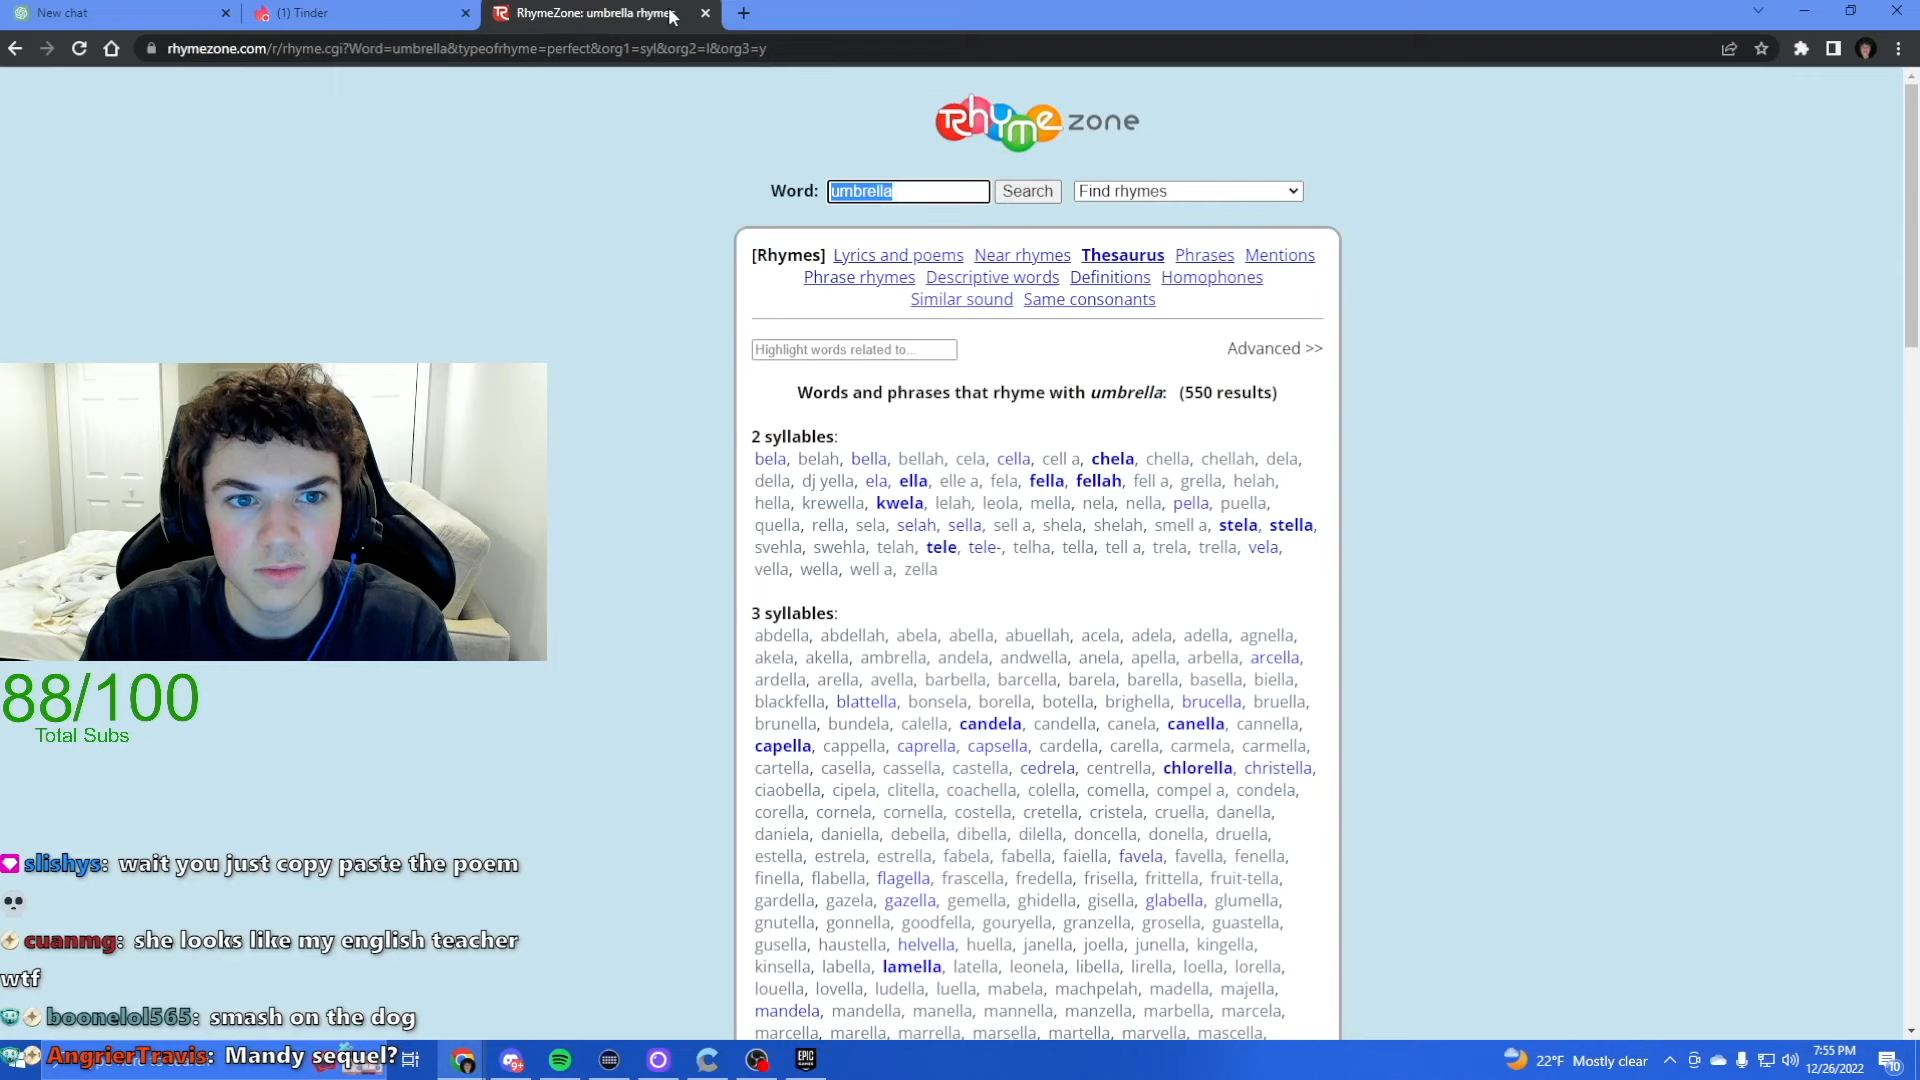 New chat
(1) Tinder
RhymeZone: umbrella rhymes
rhymezone.com/r/rhyme.cgi?Word=umbrella&typeofrhyme=perfect&org1=syl&org2=l&org3=y
Rhyme zone
Word: umbrella Search Find rhymes
[Rhymes] Lyrics and poems Near rhymes Thesaurus Phrases Mentions
Phrase rhymes Descriptive words Definitions Homophones
Similar sound Same consonants
Highlight words related to...
Advanced >>
Words and phrases that rhyme with umbrella: (550 results)
2 syllables:
bela, belah, bella, bellah, cela, cella, cell a, chela, chella, chellah, dela,
della, dj yella, ela, ella, elle a, fela, fella, fellah, fell a, grella, helah,
hella, krewella, kwela, lelah, leola, mella, nela, nella, pella, puella,
quella, rella, sela, selah, sella, sell a, shela, shelah, smell a, stela, stella,
svehla, swehla, telah, tele, tele-, telha, tella, tell a, trela, trella, vela,
vella, wella, well a, zella
3 syllables:
abdella, abdellah, abela, abella, abuellah, acela, adela, adella, agnella,
akela, akella, ambrella, andela, andwella, anela, apella, arbella, arcella,
ardella, arella, avella, barbella, barcella, barela, barella, basella, biella,
blackfella, blattella, bonsela, borella, botella, brighella, brucella, bruella,
brunella, bundela, calella, candela, candella, canela, canella, cannella,
capella, cappella, caprella, capsella, cardella, carella, carmela, carmella,
cartella, casella, cassella, castella, cedrela, centrella, chlorella, christella,
ciaobella, cipela, clitella, coachella, colella, comella, compel a, condela,
corella, cornela, cornella, costella, cretella, cristela, cruella, danella,
daniela, daniella, debella, dibella, dilella, doncella, donella, druella,
estella, estrela, estrella, fabela, fabella, faiella, favela, favella, fenella,
finella, flabella, flagella, frascella, fredella, frisella, frittella, fruit-tella,
gardella, gazela, gazella, gemella, ghidella, gisella, glabella, glumella,
gnutella, gonnella, goodfella, gouryella, granzella, grosella, guastella,
gusella, haustella, helvella, huella, janella, joella, junella, kingella,
kinsella, labella, lamella, latella, leonela, libella, lirella, loella, lorella,
louella, lovella, ludella, luella, mabela, machpelah, madella, majella,
mandela, mandella, manella, mannella, manzella, marbella, marcela,
marcella, marella, marrella, marsella, martella, marvella, mascella,
88/100
Total Subs
slishys: wait you just copy paste the poem
cuanmg: she looks like my english teacher
wtf
boonelol565: smash on the dog
AngrierTravis: Mandy sequel?
9+
EPIC GAMES
22°F Mostly clear
7:55 PM
12/26/2022
10